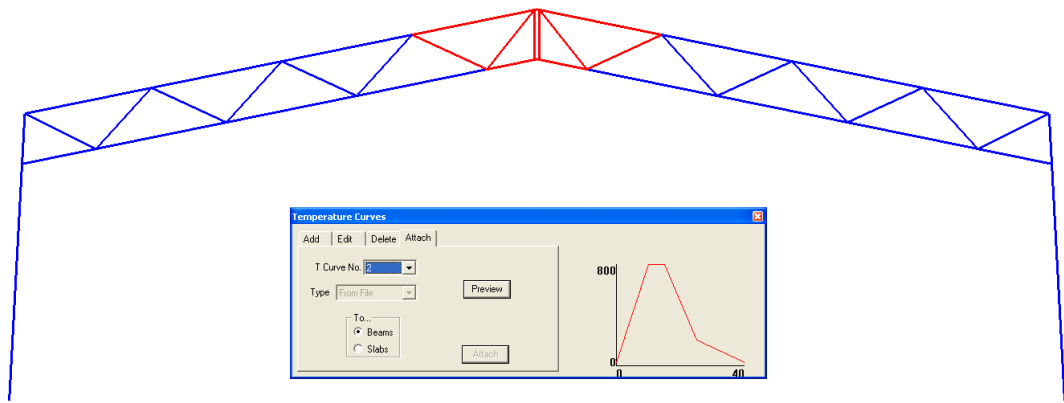 Temperature Curves
Add Edit Delete Attach
T Curve No. 2
Type From File
Preview
To...
Beams
Slabs
Attach
800
0
0 40